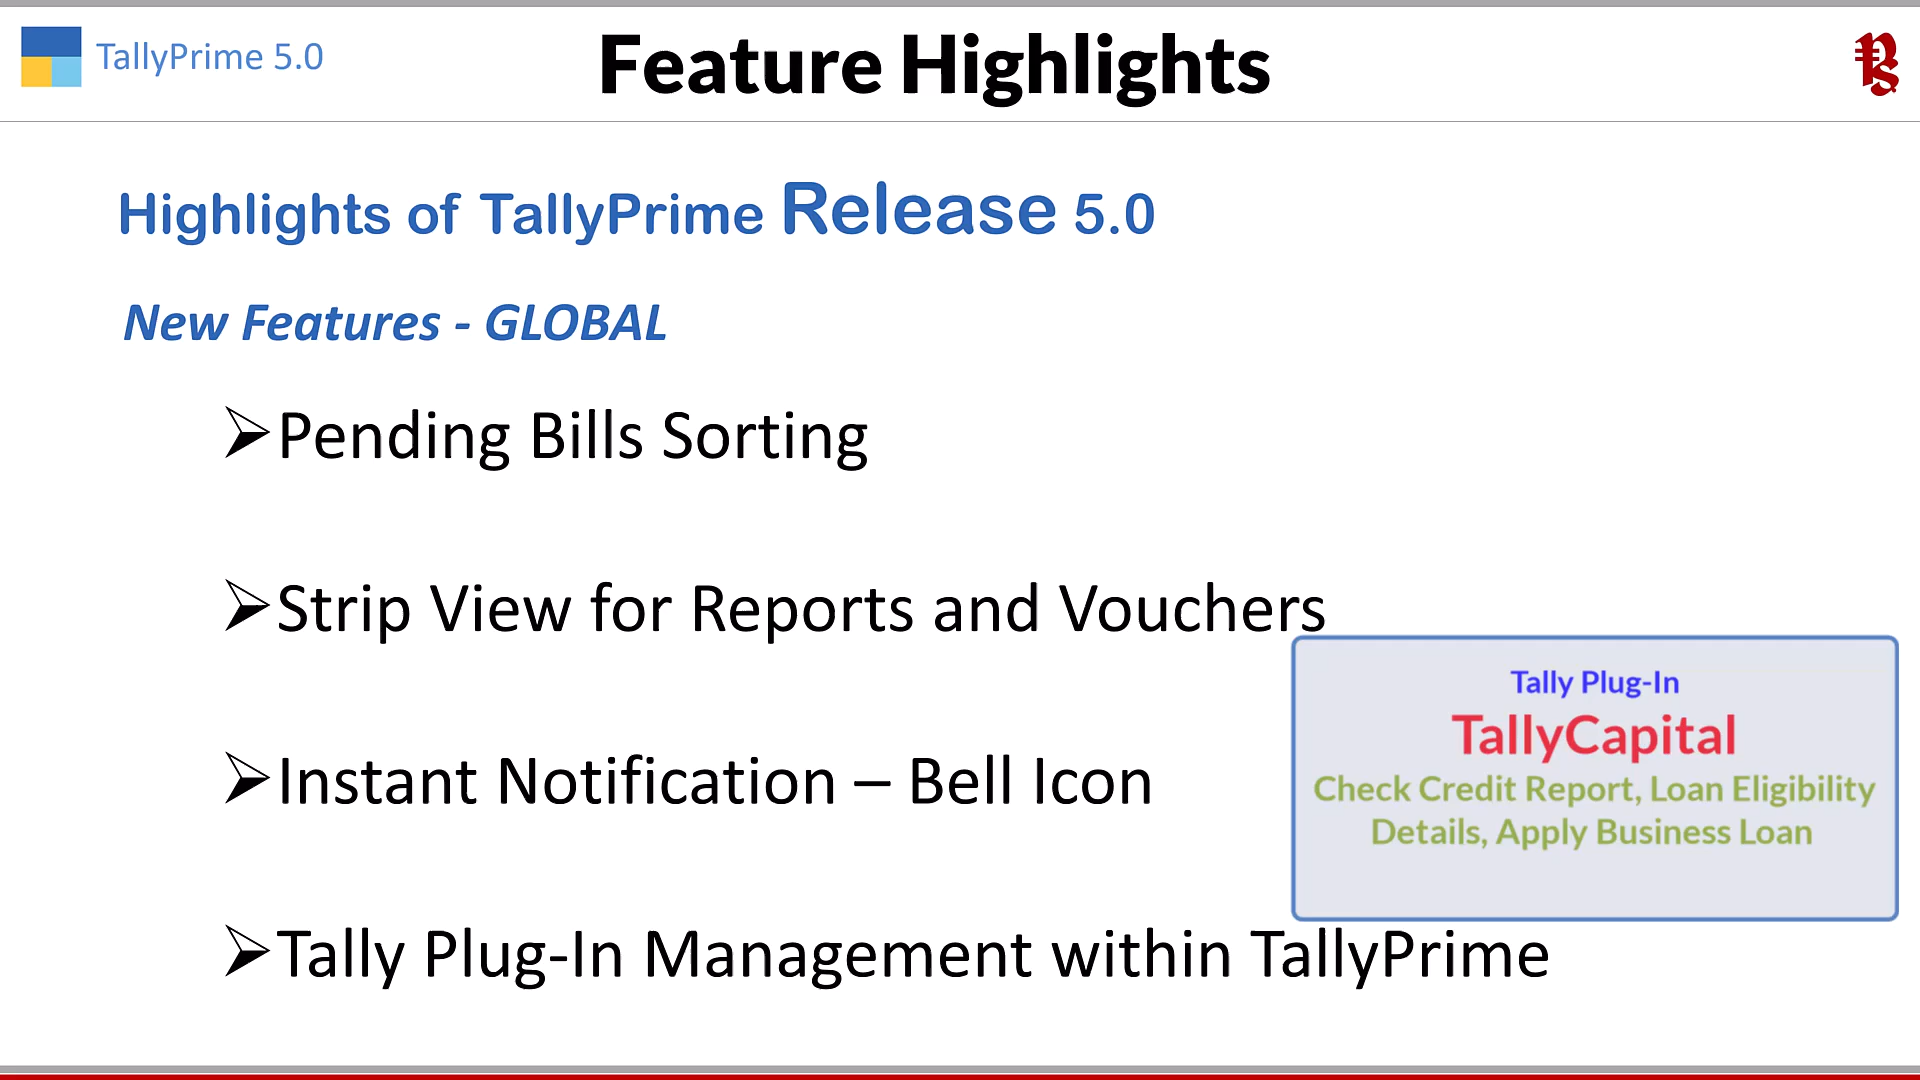 TallyPrime 5.0
Feature Highlights
Highlights of TallyPrime Release 5.0
New Features - GLOBAL
➢Pending Bills Sorting
➢Strip View for Reports and Vouchers
➢Instant Notification – Bell Icon
➢Tally Plug-In Management within TallyPrime
Tally Plug-In
TallyCapital
Check Credit Report, Loan Eligibility
Details, Apply Business Loan